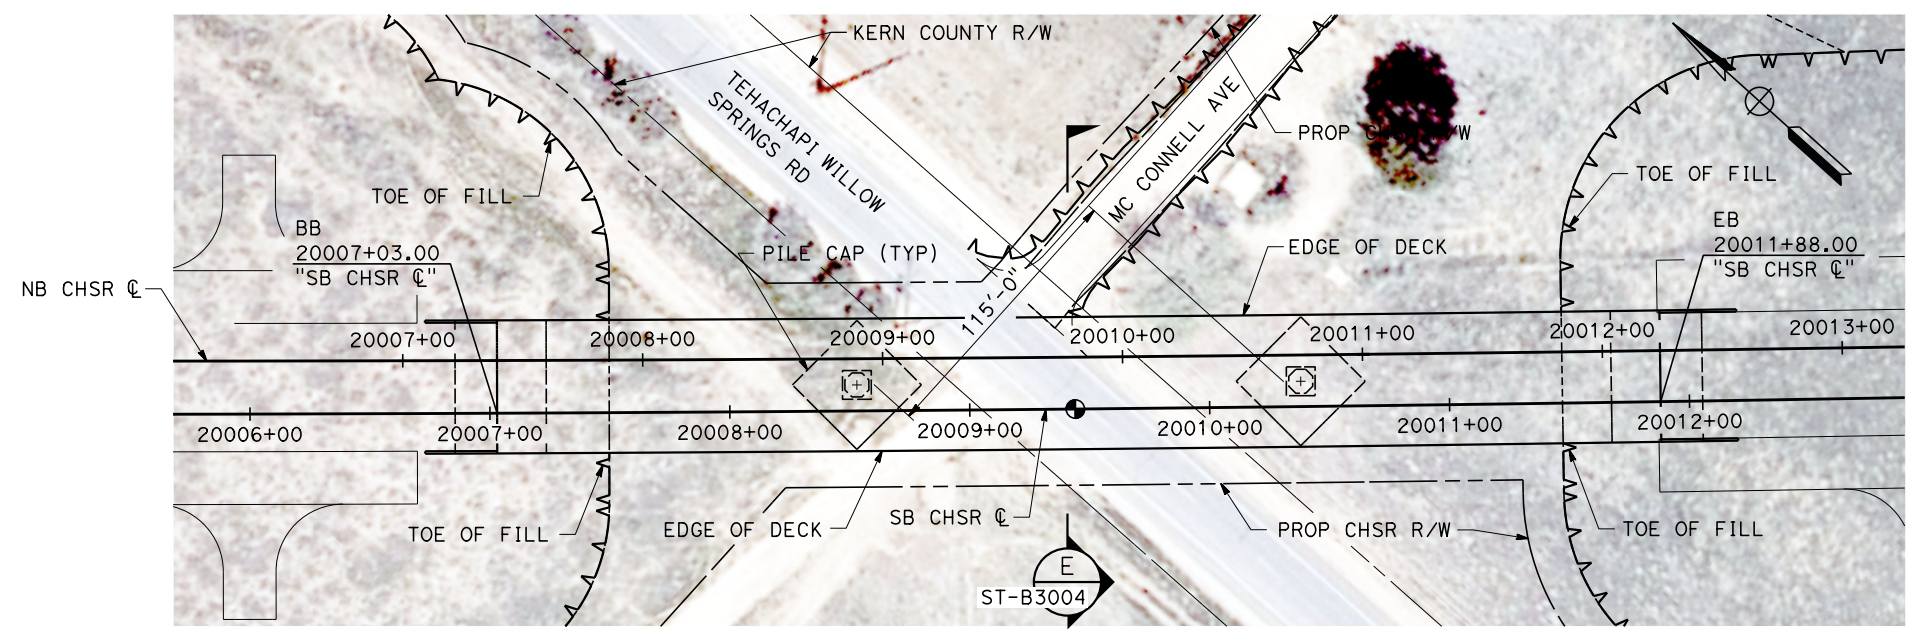 KERN COUNTY R/W
TEHACHAPI WILLOW
SPRINGS RD
MC CONNELL AVE
PROP CHSR R/W
TOE OF FILL
TOE OF FILL
BB
20007+03.00
"SB CHSR ℄"
PILE CAP (TYP)
EDGE OF DECK
EB
20011+88.00
"SB CHSR ℄"
NB CHSR ℄
115'-0"
20007+00
20008+00
20009+00
20010+00
20011+00
20012+00
20013+00
20006+00
20007+00
20008+00
20009+00
20010+00
20011+00
20012+00
TOE OF FILL
EDGE OF DECK
SB CHSR ℄
PROP CHSR R/W
TOE OF FILL
E
ST-B3004